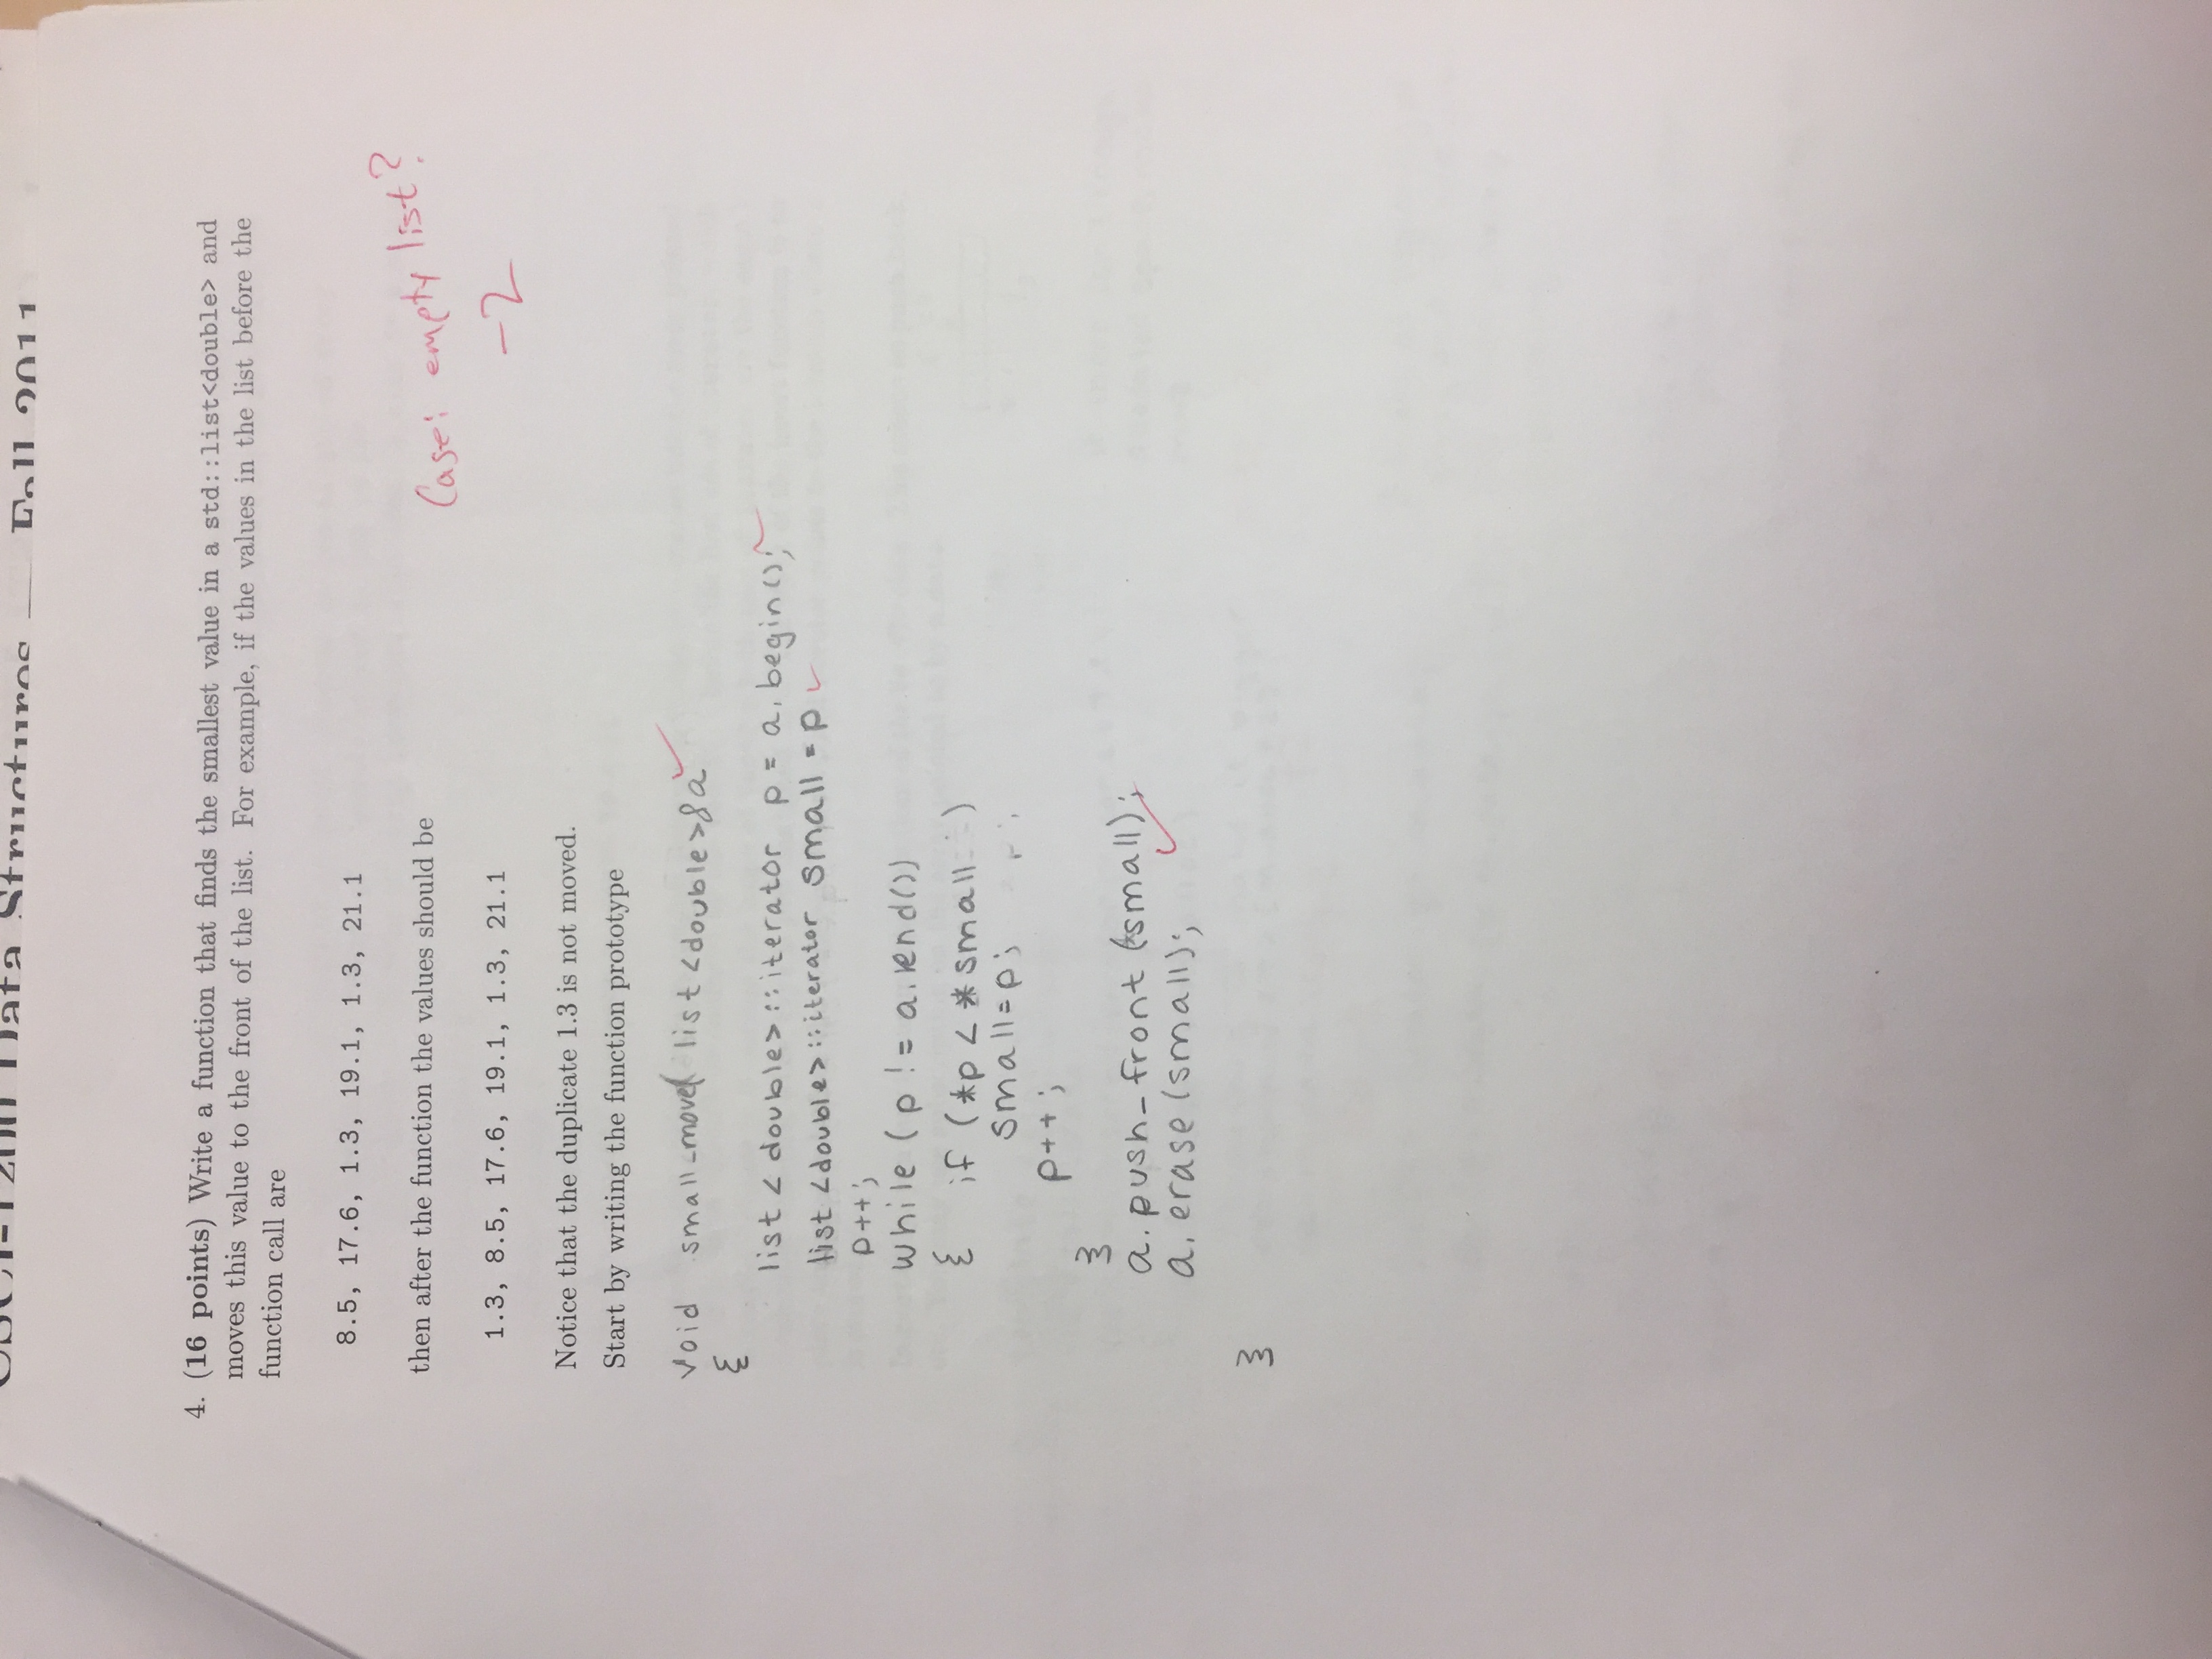 CSCI-1200 Data Structures — Fall 2011
4. (16 points) Write a function that finds the smallest value in a std::list<double> and
moves this value to the front of the list. For example, if the values in the list before the
function call are
8.5, 17.6, 1.3, 19.1, 1.3, 21.1
then after the function the values should be
Case: empty list?
-2
1.3, 8.5, 17.6, 19.1, 1.3, 21.1
Notice that the duplicate 1.3 is not moved.
Start by writing the function prototype
void small_move( list <double>&a
{
list < double>::iterator p = a.begin();
list <double>::iterator small = p
p++;
while ( p != a.end())
{ if (*p < *small )
small=p;
p++;
}
a.push_front (*small);
a.erase (small);
}